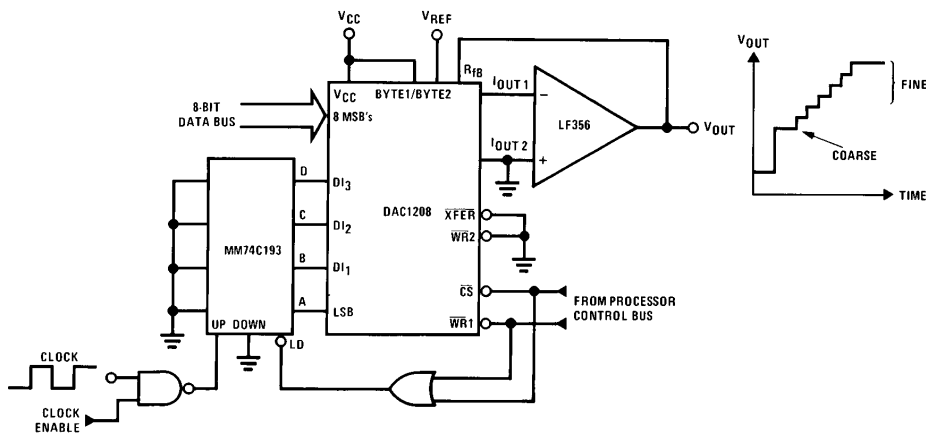 VCC
VREF
VCC
BYTE1/BYTE2
RfB
8-BIT
DATA BUS
8 MSB's
IOUT 1
−
LF356
VOUT
IOUT 2
+
VOUT
FINE
COARSE
TIME
MM74C193
D
DI3
C
DI2
B
DI1
A
LSB
DAC1208
XFER
WR2
CS
WR1
FROM PROCESSOR
CONTROL BUS
UP DOWN
LD
CLOCK
CLOCK
ENABLE